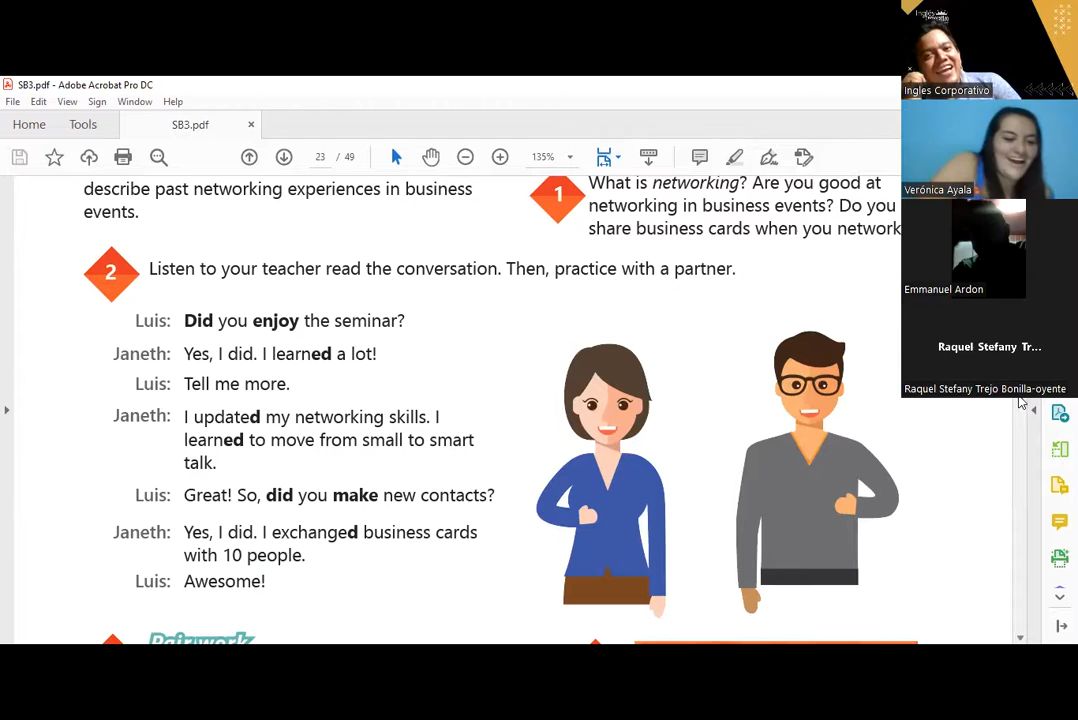 SB3.pdf - Adobe Acrobat Pro DC
File Edit View Sign Window Help
Home Tools SB3.pdf ×
23 / 49 135%
describe past networking experiences in business
events.
1
What is networking? Are you good at
networking in business events? Do you
share business cards when you network
2
Listen to your teacher read the conversation. Then, practice with a partner.
Luis: Did you enjoy the seminar?
Janeth: Yes, I did. I learned a lot!
Luis: Tell me more.
Janeth: I updated my networking skills. I
learned to move from small to smart
talk.
Luis: Great! So, did you make new contacts?
Janeth: Yes, I did. I exchanged business cards
with 10 people.
Luis: Awesome!
Pair work
Inglés
Ingles Corporativo
Verónica Ayala
Emmanuel Ardon
Raquel Stefany Tr...
Raquel Stefany Trejo Bonilla-oyente